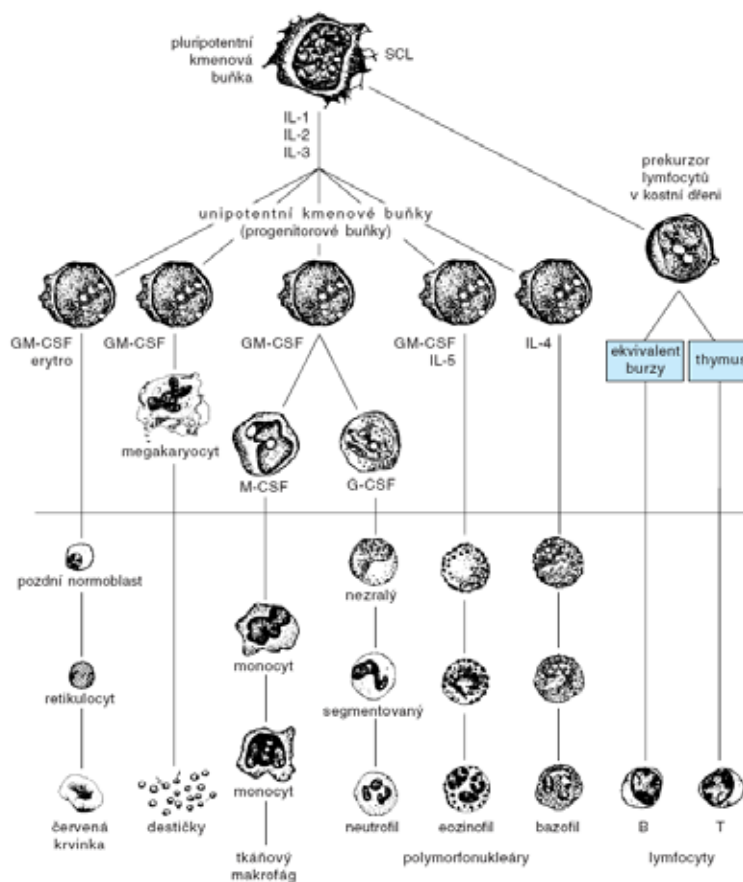 pluripotentní
kmenová
buňka
SCL
IL-1
IL-2
IL-3
prekurzor
lymfocytů
v kostní dřeni
unipotentní kmenové buňky
(progenitorové buňky)
GM-CSF
erytro
GM-CSF
GM-CSF
GM-CSF
IL-5
IL-4
ekvivalent
burzy
thymus
megakaryocyt
M-CSF
G-CSF
pozdní normoblast
nezralý
retikulocyt
monocyt
segmentovaný
monocyt
červená
krvinka
destičky
tkáňový
makrofág
neutrofil
eozinofil
bazofil
B
T
polymorfonukleáry
lymfocyty